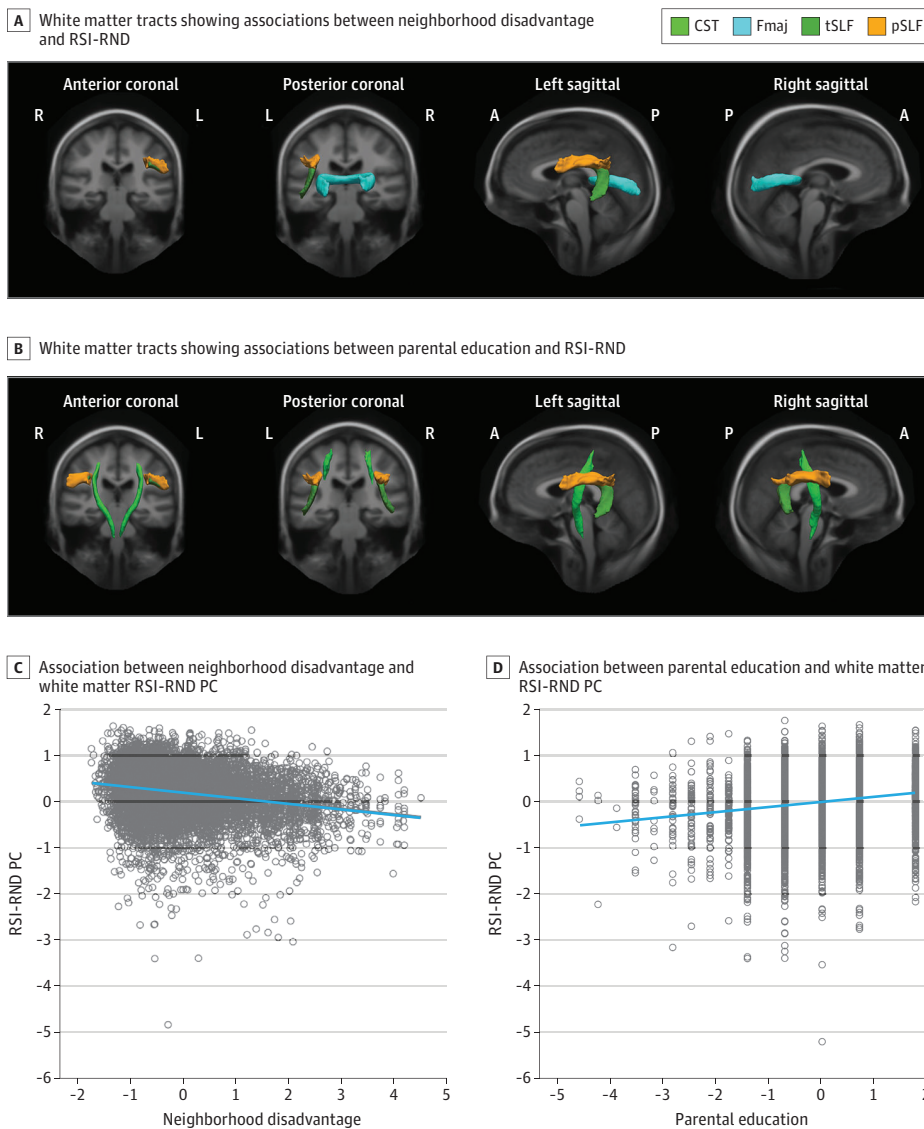 A White matter tracts showing associations between neighborhood disadvantage
and RSI-RND
CST Fmaj tSLF pSLF
Anterior coronal Posterior coronal Left sagittal Right sagittal
R L L R A P P A
B White matter tracts showing associations between parental education and RSI-RND
Anterior coronal Posterior coronal Left sagittal Right sagittal
R L L R A P P A
C Association between neighborhood disadvantage and
white matter RSI-RND PC
2
1
0
-1
-2
-3
-4
-5
-6
RSI-RND PC
-2 -1 0 1 2 3 4 5
Neighborhood disadvantage
D Association between parental education and white matter
RSI-RND PC
2
1
0
-1
-2
-3
-4
-5
-6
RSI-RND PC
-5 -4 -3 -2 -1 0 1 2
Parental education